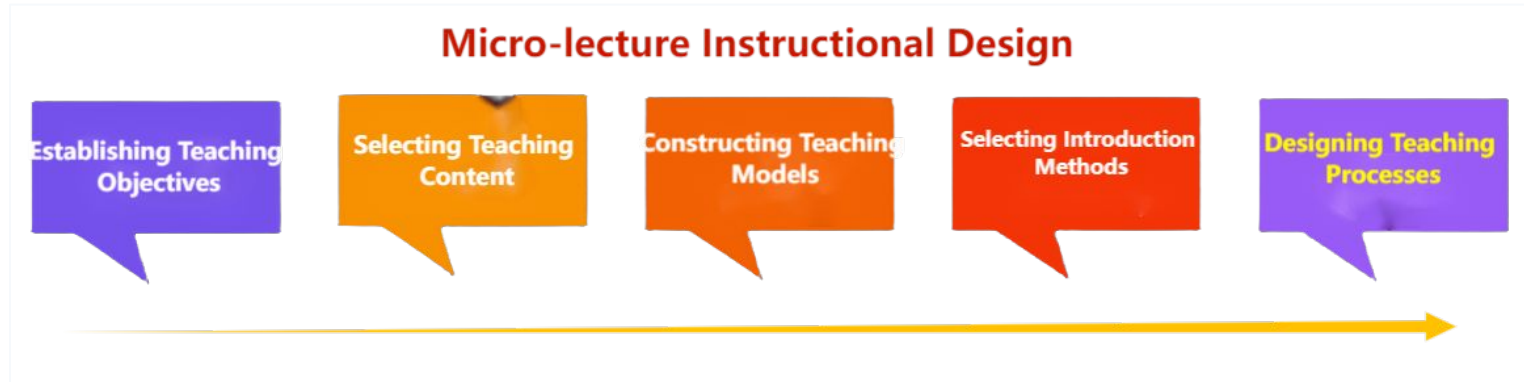 Micro-lecture Instructional Design
Establishing Teaching
Objectives
Selecting Teaching
Content
Constructing Teaching
Models
Selecting Introduction
Methods
Designing Teaching
Processes